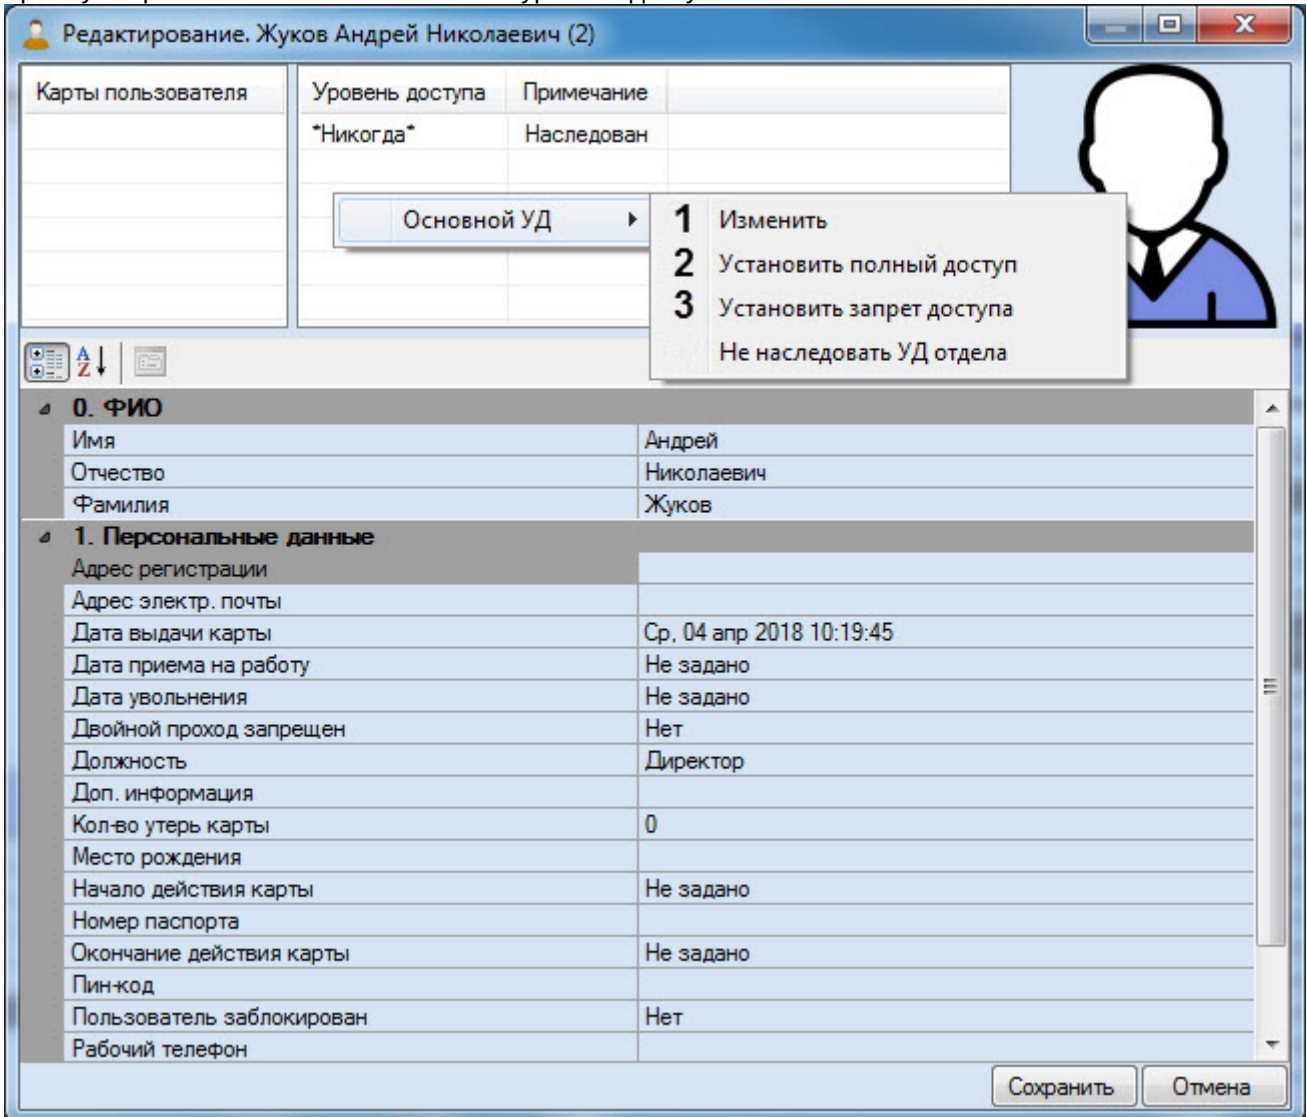 Редактирование. Жуков Андрей Николаевич (2)
Карты пользователя Уровень доступа Примечание
*Никогда* Наследован
Основной УД 1 Изменить
2 Установить полный доступ
3 Установить запрет доступа
Не наследовать УД отдела
0. ФИО
Имя Андрей
Отчество Николаевич
Фамилия Жуков
1. Персональные данные
Адрес регистрации
Адрес электр. почты
Дата выдачи карты Ср, 04 апр 2018 10:19:45
Дата приема на работу Не задано
Дата увольнения Не задано
Двойной проход запрещен Нет
Должность Директор
Доп. информация
Кол-во утерь карты 0
Место рождения
Начало действия карты Не задано
Номер паспорта
Окончание действия карты Не задано
Пин-код
Пользователь заблокирован Нет
Рабочий телефон
Сохранить Отмена